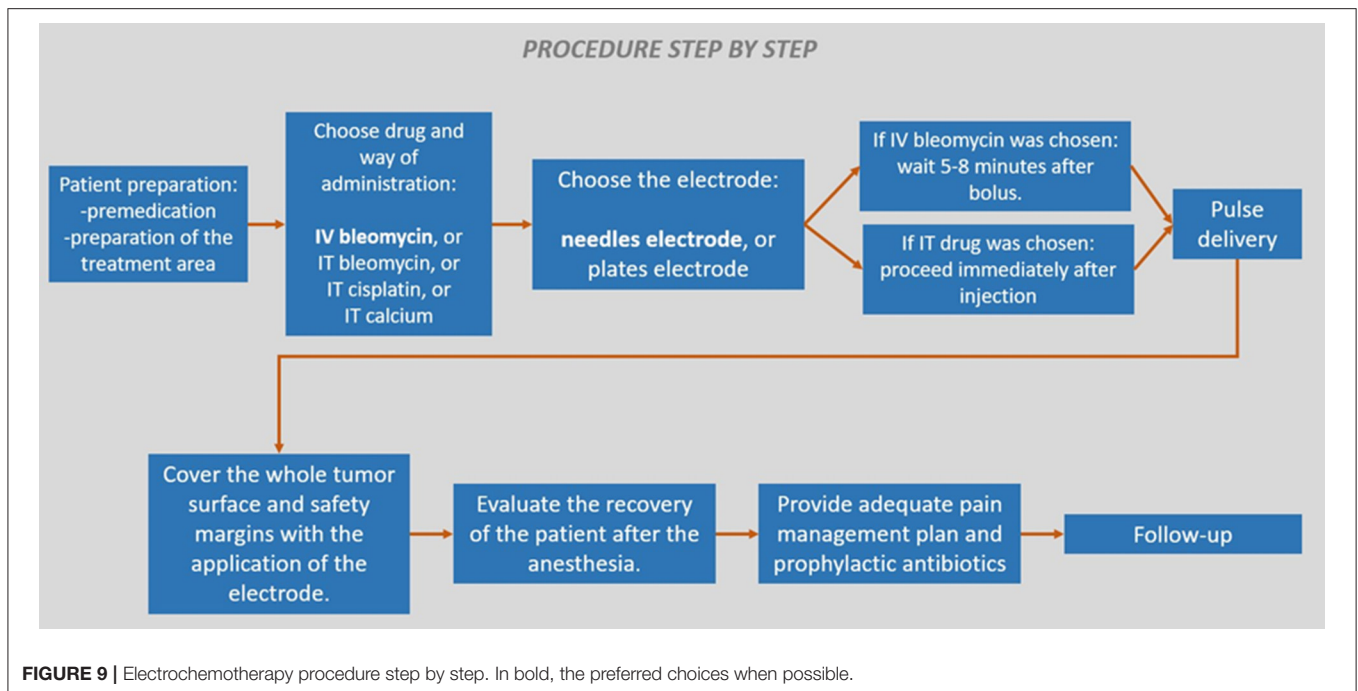 PROCEDURE STEP BY STEP
Patient preparation:
-premedication
-preparation of the
treatment area
Choose drug and
way of
administration:
IV bleomycin, or
IT bleomycin, or
IT cisplatin, or
IT calcium
Choose the electrode:
needles electrode, or
plates electrode
If IV bleomycin was chosen:
wait 5-8 minutes after
bolus.
If IT drug was chosen:
proceed immediately after
injection
Pulse
delivery
Cover the whole tumor
surface and safety
margins with the
application of the
electrode.
Evaluate the recovery
of the patient after the
anesthesia.
Provide adequate pain
management plan and
prophylactic antibiotics
Follow-up
FIGURE 9 | Electrochemotherapy procedure step by step. In bold, the preferred choices when possible.